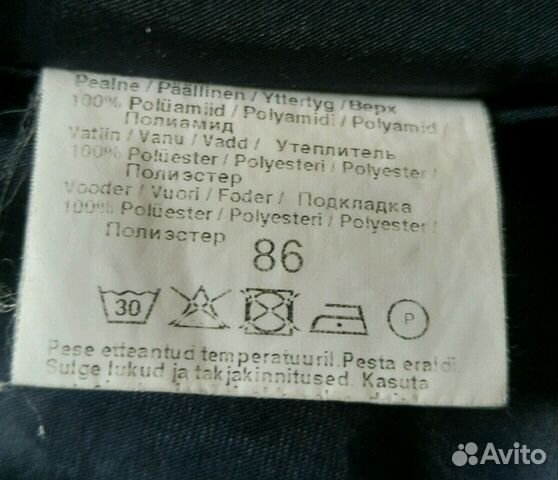 Pealne / Päällinen / Yttertyg / Верх
100% Polüamiid / Polyamidi / Polyamid /
Полиамид
Vatiin / Vanu / Vadd / Утеплитель
100% Polüester / Polyesteri / Polyester /
Полиэстер
Vooder / Vuori / Foder / Подкладка
100% Polüester / Polyesteri / Polyester /
Полиэстер
86
30
P
Pese etteantud temperatuuril. Pesta eraldi.
Sulge lukud ja takjakinnitused. Kasuta
Avito